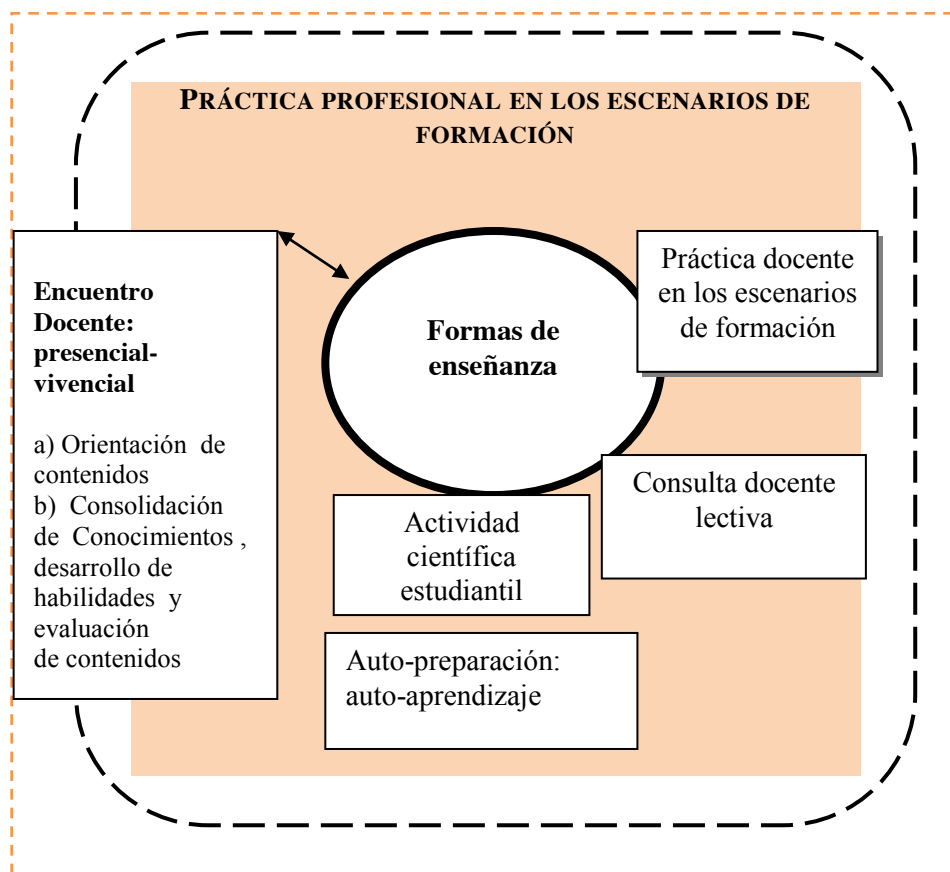 PRÁCTICA PROFESIONAL EN LOS ESCENARIOS DE
FORMACIÓN
Encuentro
Docente:
presencial-
vivencial
a) Orientación de
contenidos
b) Consolidación
de Conocimientos ,
desarrollo de
habilidades y
evaluación
de contenidos
Formas de
enseñanza
Práctica docente
en los escenarios
de formación
Consulta docente
lectiva
Actividad
científica
estudiantil
Auto-preparación:
auto-aprendizaje